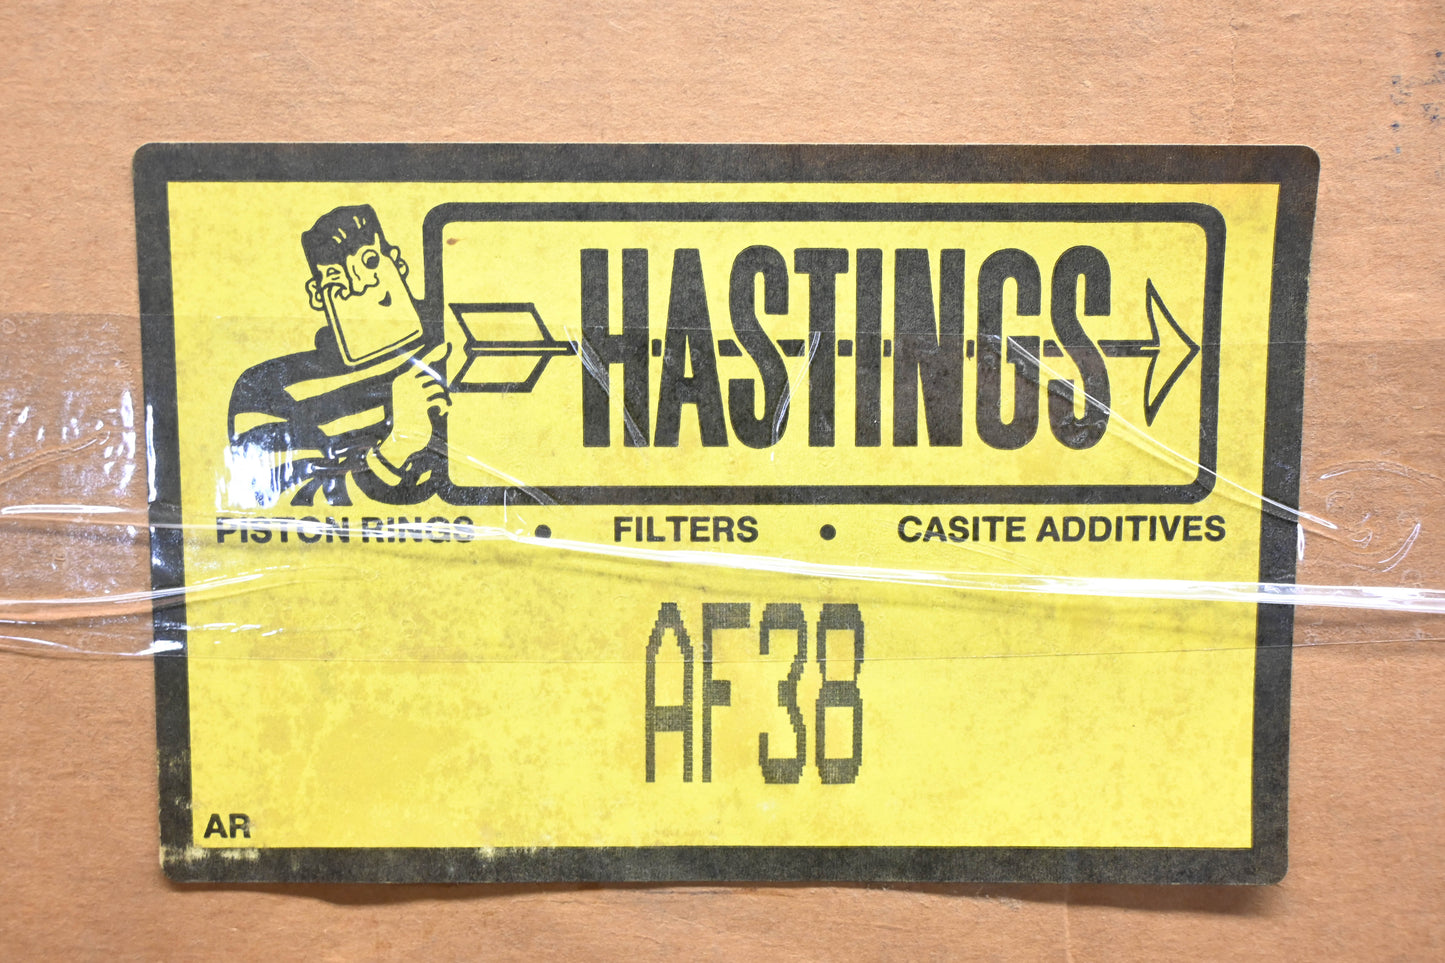 HASTINGS
PISTON RINGS • FILTERS • CASITE ADDITIVES
AF38
AR